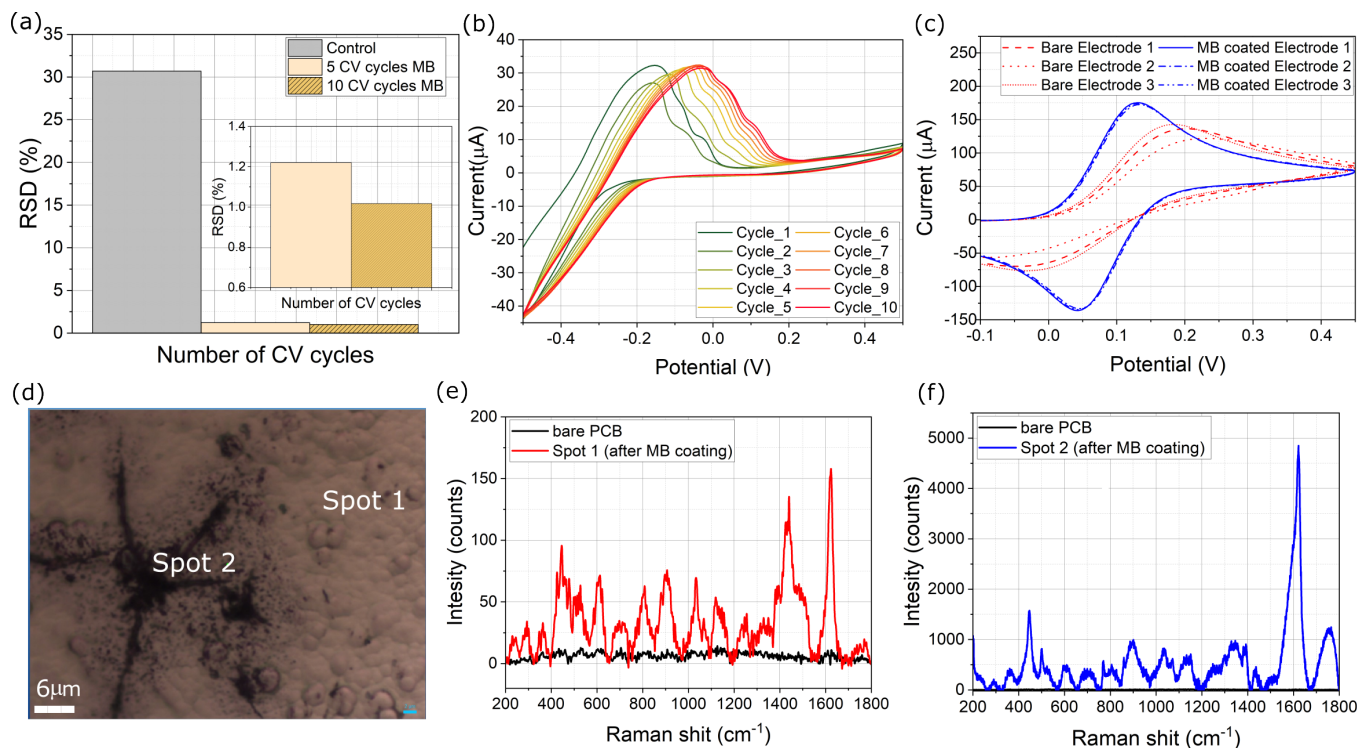 (a)
35
30
25
20
15
10
5
0
RSD (%)
Control
5 CV cycles MB
10 CV cycles MB
1.4
1.2
1.0
0.8
0.6
RSD (%)
Number of CV cycles
Number of CV cycles
(b)
50
40
30
20
10
0
-10
-20
-30
-40
Current(μA)
Cycle_1 Cycle_6
Cycle_2 Cycle_7
Cycle_3 Cycle_8
Cycle_4 Cycle_9
Cycle_5 Cycle_10
-0.4 -0.2 0.0 0.2 0.4
Potential (V)
(c)
250
200
150
100
50
0
-50
-100
-150
Current (μA)
Bare Electrode 1 MB coated Electrode 1
Bare Electrode 2 MB coated Electrode 2
Bare Electrode 3 MB coated Electrode 3
-0.1 0.0 0.1 0.2 0.3 0.4
Potential (V)
(d)
Spot 1
Spot 2
6μm
(e)
200
150
100
50
0
Intesity (counts)
bare PCB
Spot 1 (after MB coating)
200 400 600 800 1000 1200 1400 1600 1800
Raman shit (cm-1)
(f)
5000
4000
3000
2000
1000
0
Intesity (counts)
bare PCB
Spot 2 (after MB coating)
200 400 600 800 1000 1200 1400 1600 1800
Raman shit (cm-1)